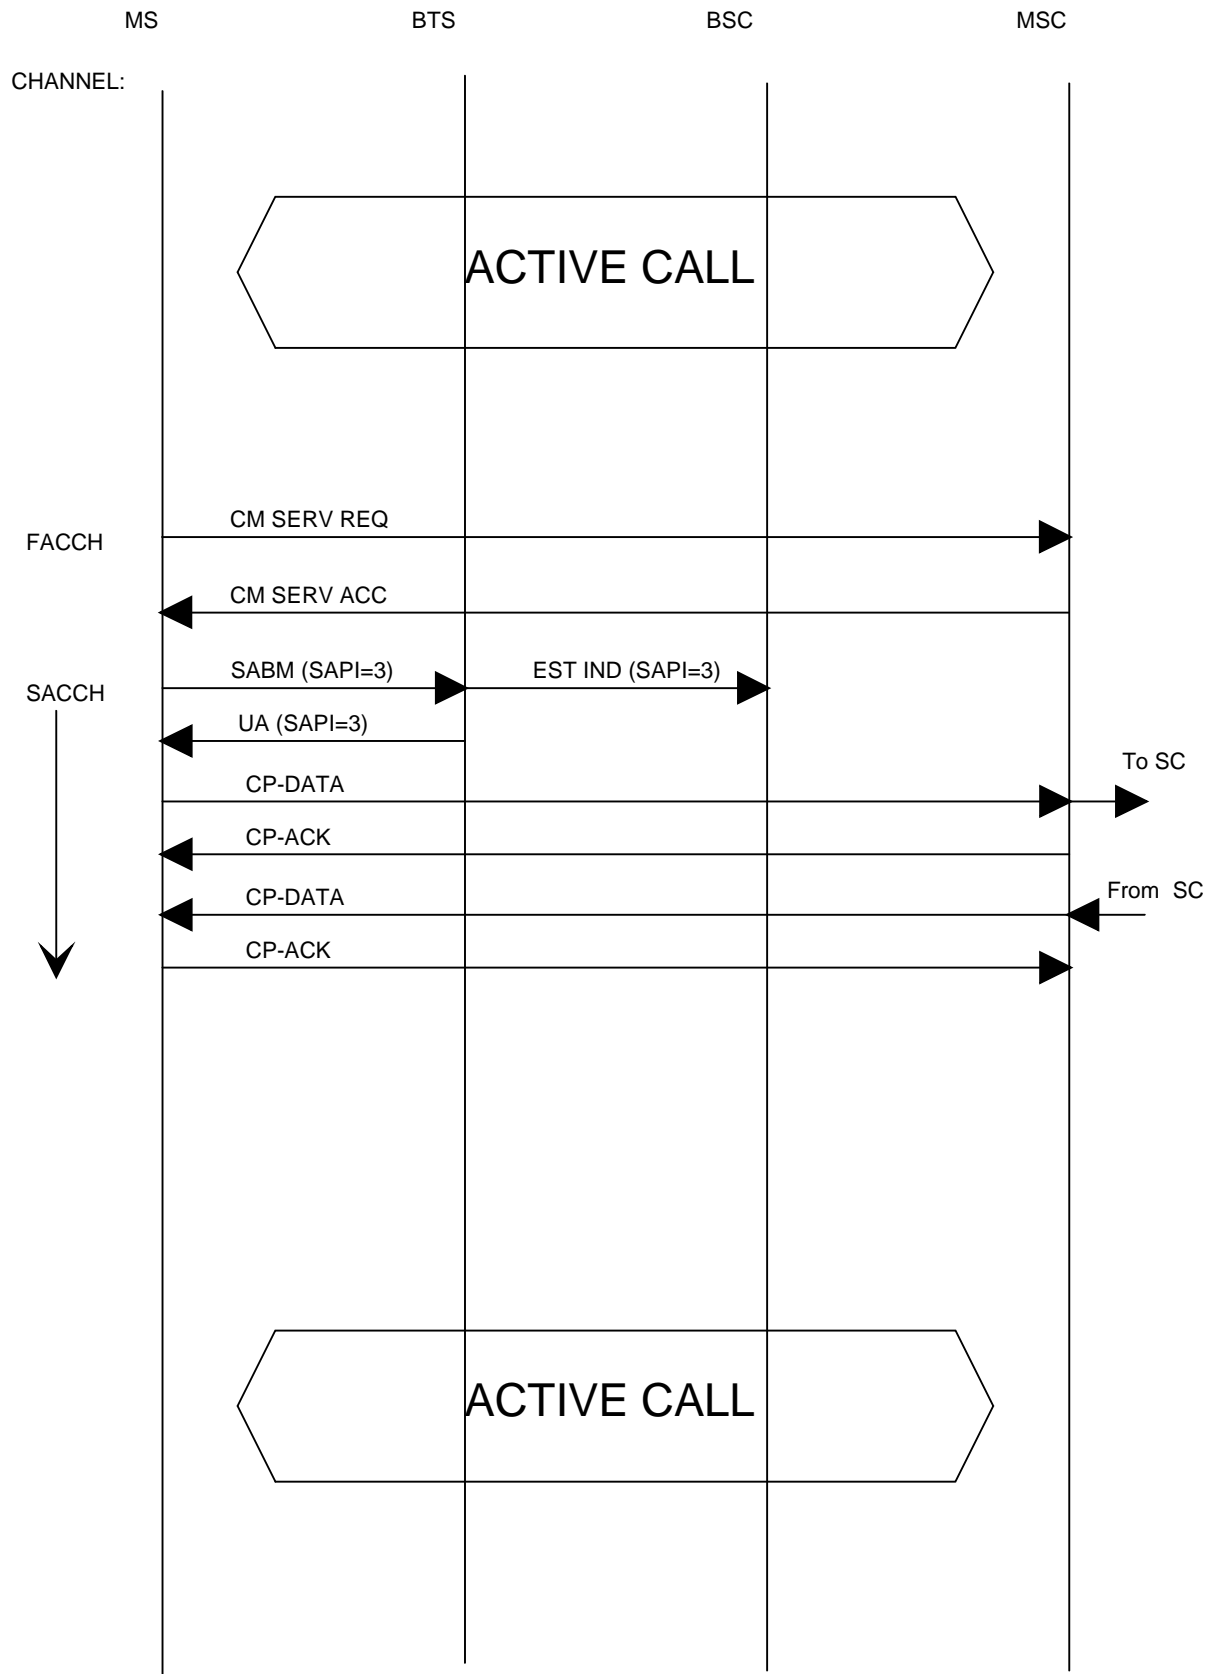 MS BTS BSC MSC
CHANNEL:
ACTIVE CALL
CM SERV REQ
FACCH
CM SERV ACC
SABM (SAPI=3) EST IND (SAPI=3)
SACCH
UA (SAPI=3)
To SC
CP-DATA
CP-ACK
From SC
CP-DATA
CP-ACK
ACTIVE CALL